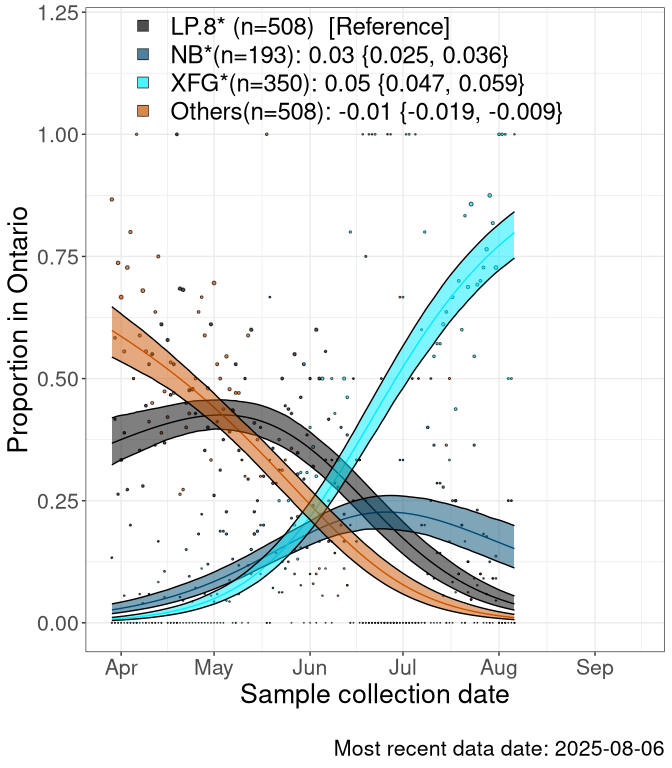 LP.8* (n=508)  [Reference]
NB*(n=193): 0.03 {0.025, 0.036}
XFG*(n=350): 0.05 {0.047, 0.059}
Others(n=508): -0.01 {-0.019, -0.009}
Proportion in Ontario
1.25
1.00
0.75
0.50
0.25
0.00
Apr May Jun Jul Aug Sep
Sample collection date
Most recent data date: 2025-08-06